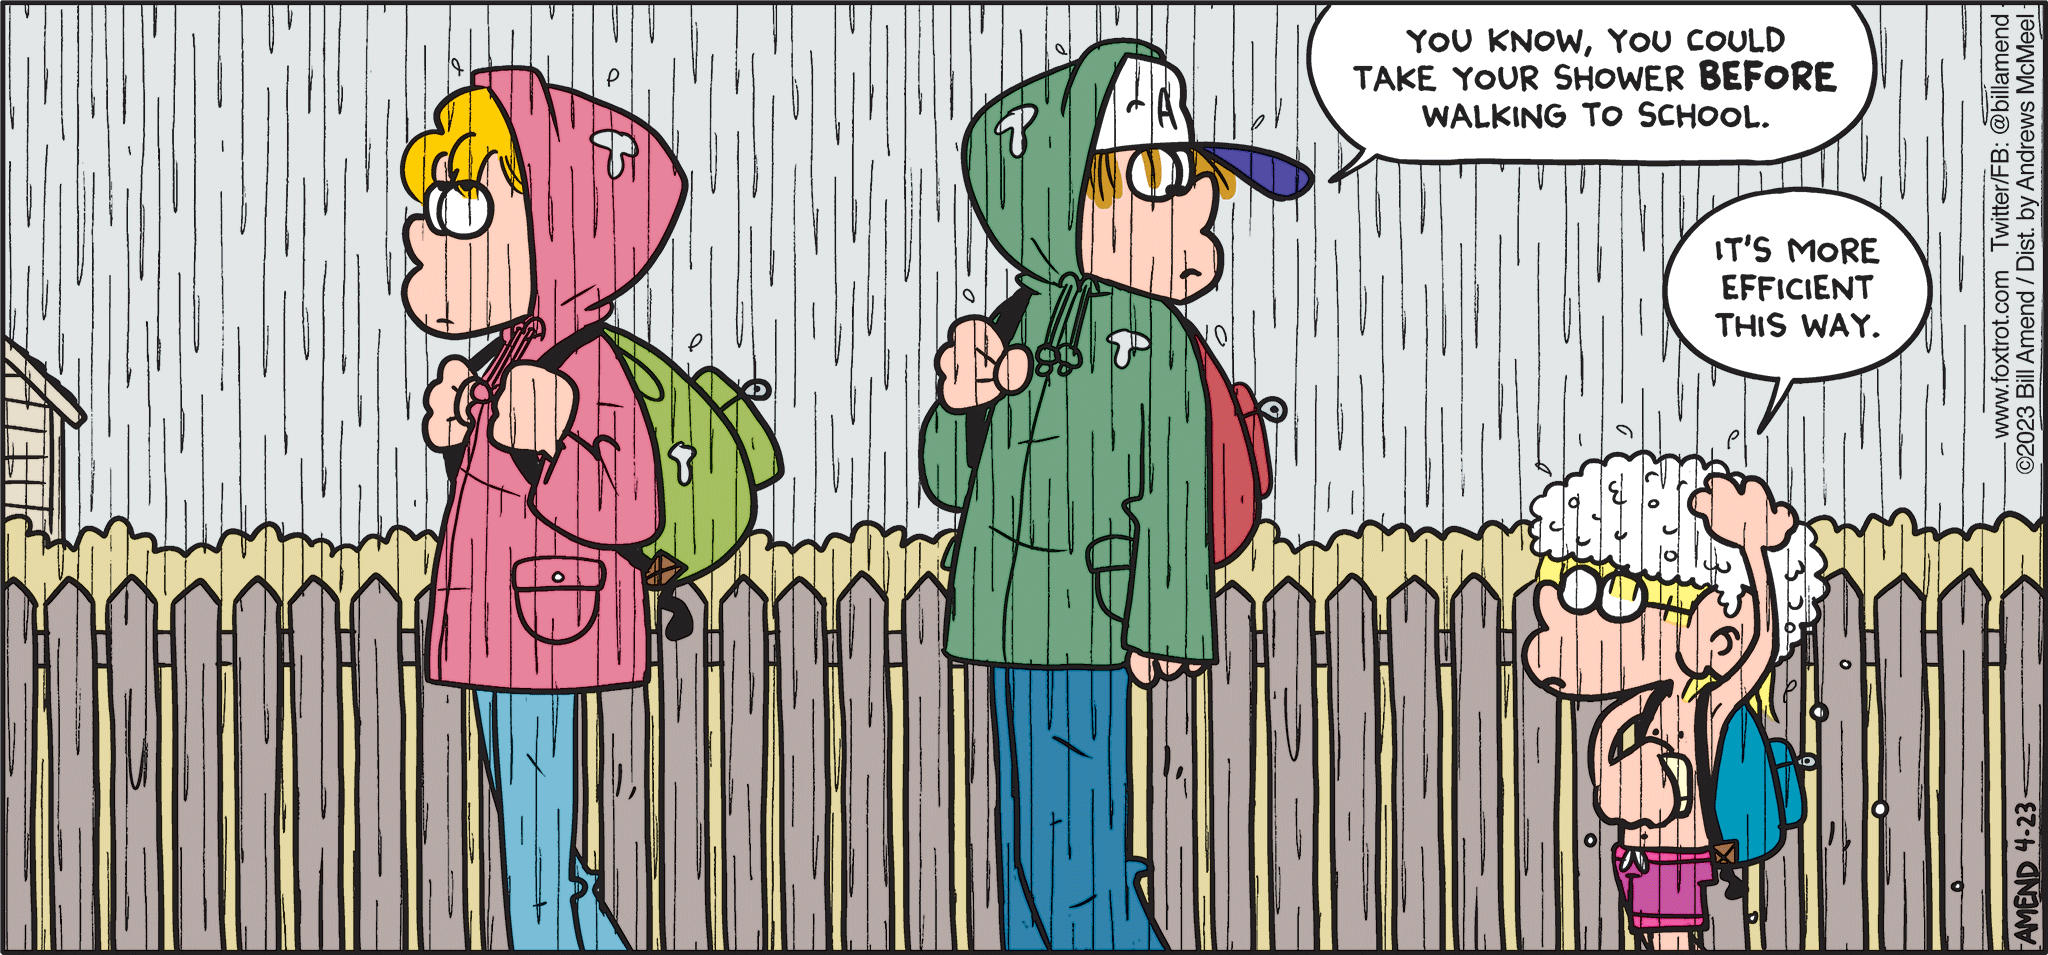 YOU KNOW, YOU COULD
TAKE YOUR SHOWER BEFORE
WALKING TO SCHOOL.
IT'S MORE
EFFICIENT
THIS WAY.
A
www.foxtrot.com Twitter/FB: @billamend
©2023 Bill Amend / Dist. by Andrews McMeel
AMEND 4-23